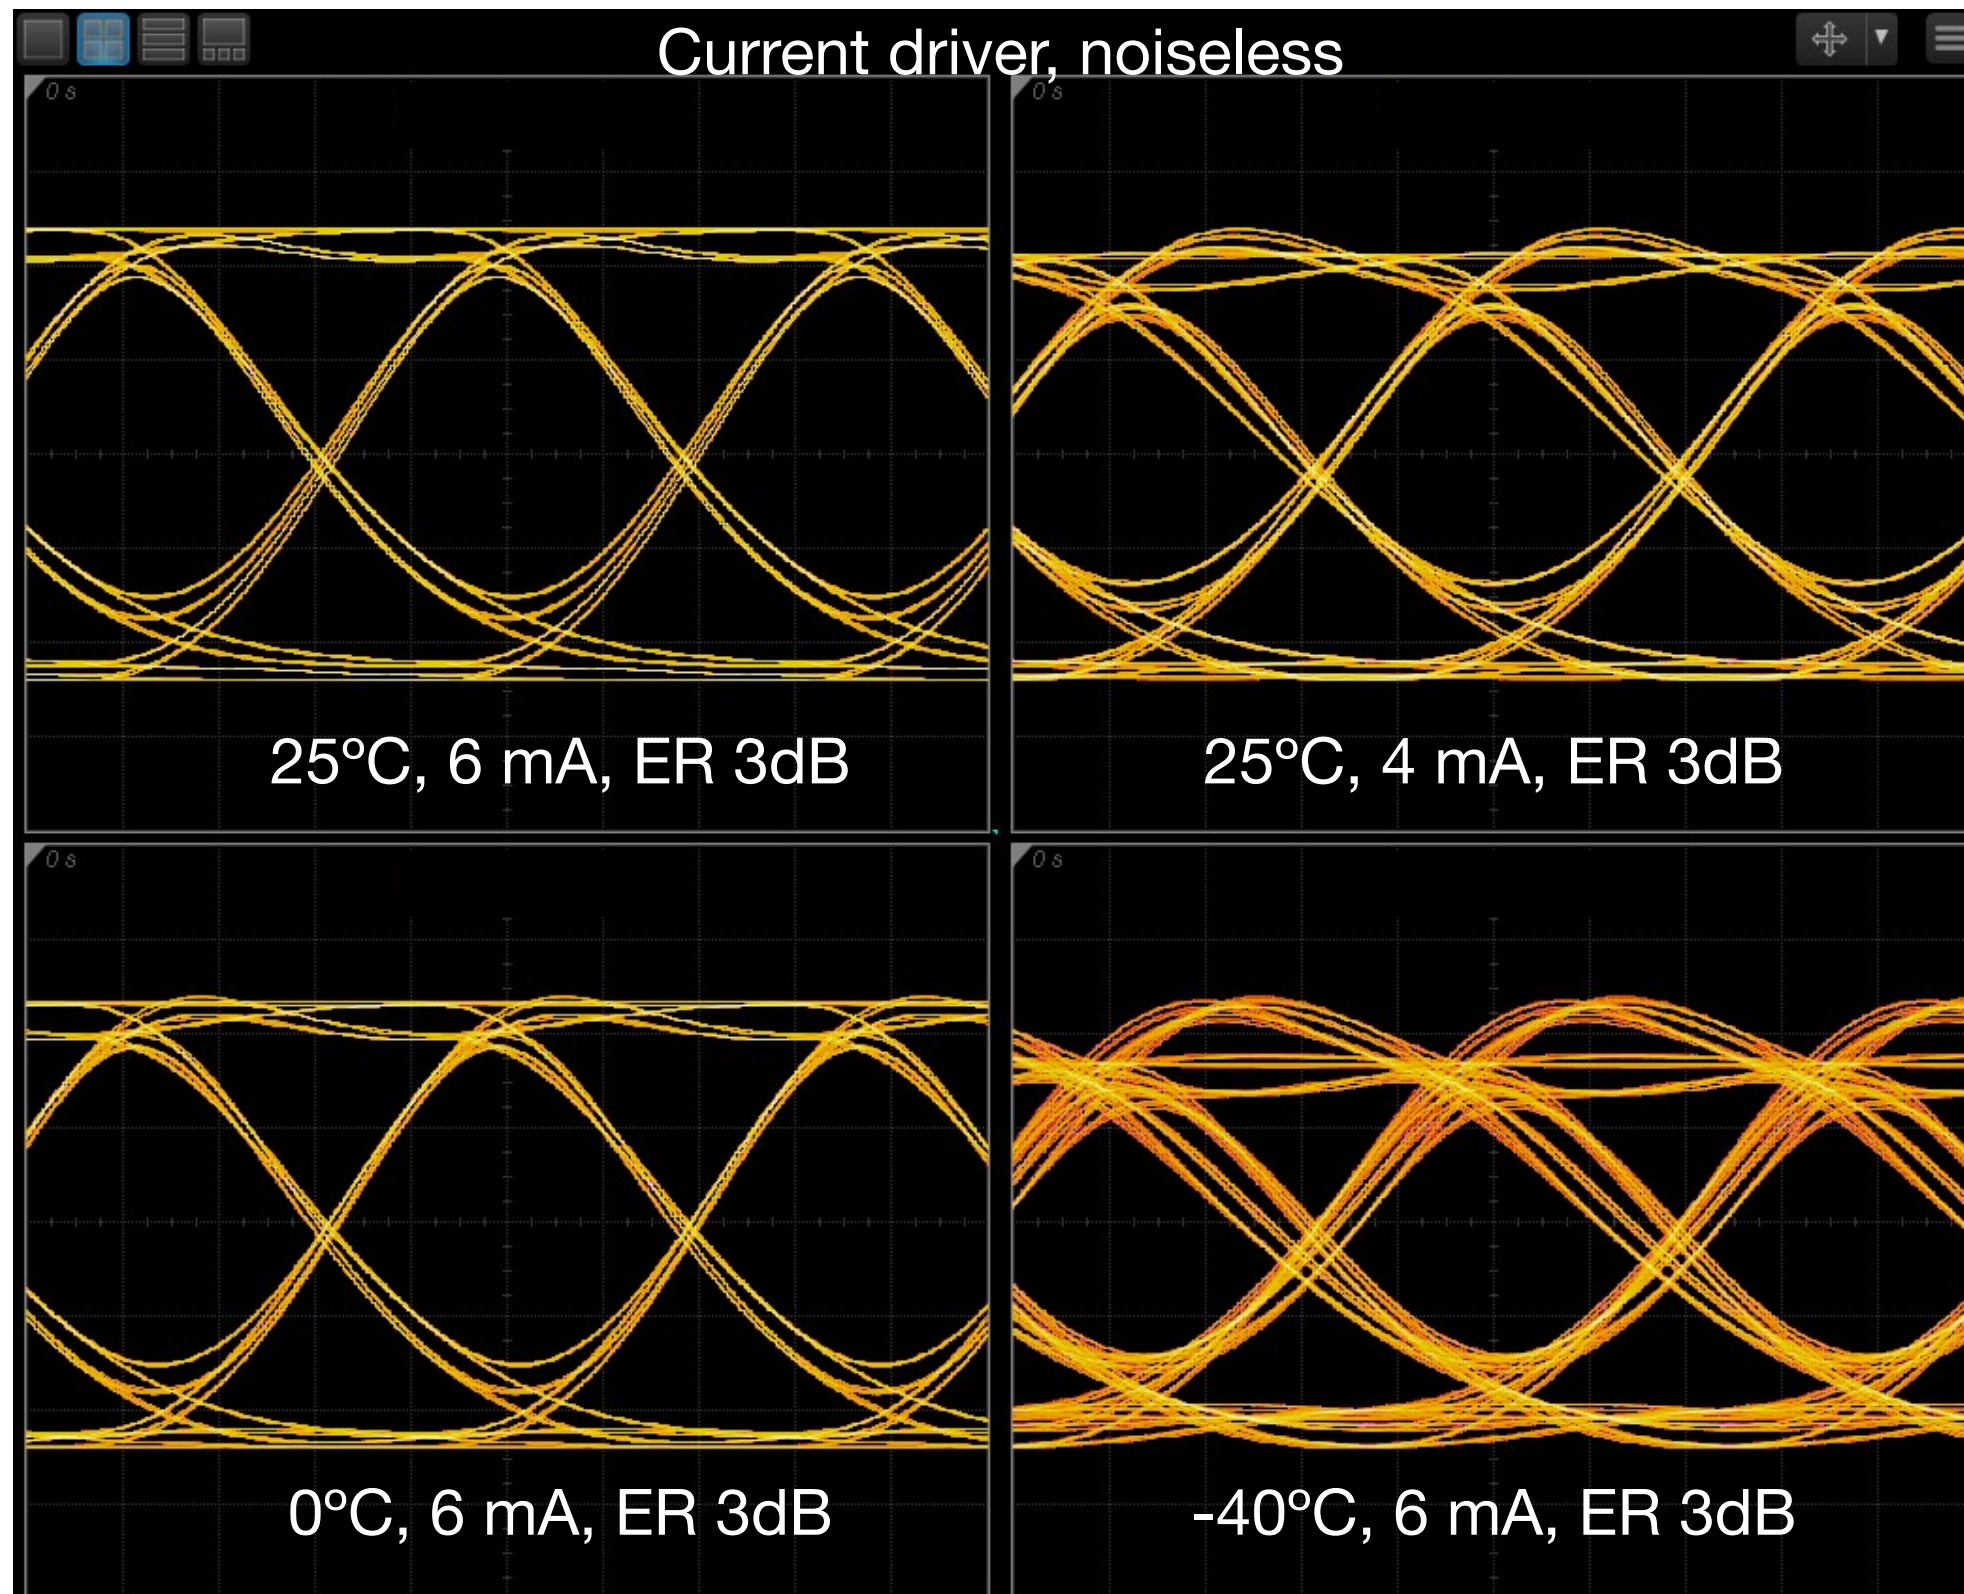 Current driver, noiseless
0 s
0 s
25ºC, 6 mA, ER 3dB
25ºC, 4 mA, ER 3dB
0 s
0 s
0ºC, 6 mA, ER 3dB
-40ºC, 6 mA, ER 3dB